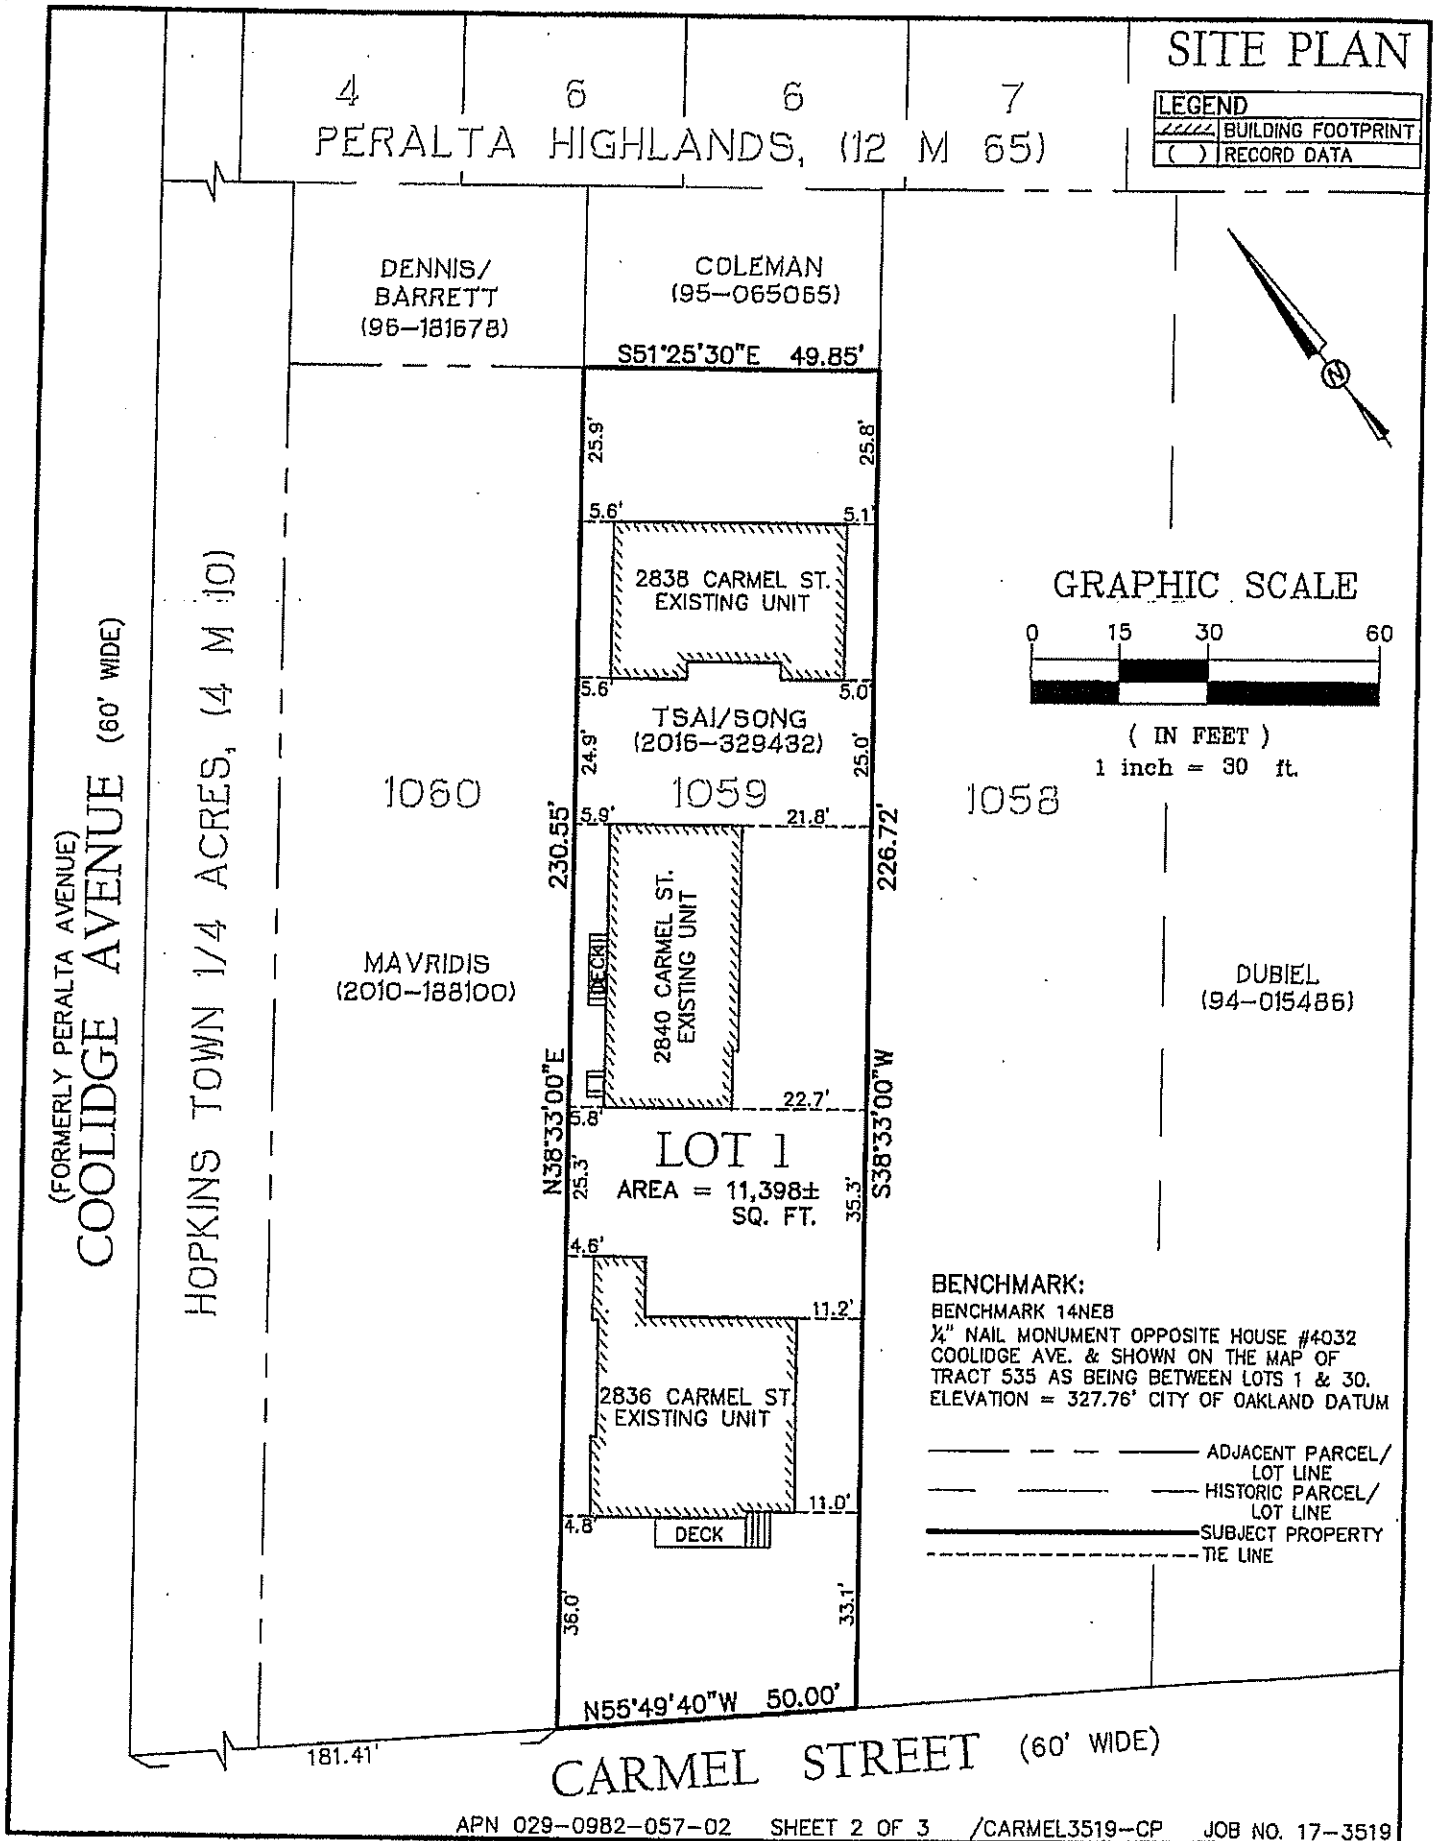 SITE PLAN
LEGEND
BUILDING FOOTPRINT
( ) RECORD DATA
4
6
6
7
PERALTA HIGHLANDS, (12 M 65)
DENNIS/
BARRETT
(96-181678)
COLEMAN
(95-065065)
S51°25'30"E 49.85'
N
25.9'
25.8'
5.6'
5.1'
2838 CARMEL ST.
EXISTING UNIT
5.6'
5.0'
TSAI/SONG
(2016-329432)
24.9'
25.0'
GRAPHIC SCALE
0 15 30 60
( IN FEET )
1 inch = 30 ft.
1060
1059
1058
5.9'
21.8'
230.55'
226.72'
2840 CARMEL ST.
EXISTING UNIT
DECK
MAVRIDIS
(2010-188100)
DUBIEL
(94-015486)
(FORMERLY PERALTA AVENUE)
COOLIDGE AVENUE (60' WIDE)
HOPKINS TOWN 1/4 ACRES, (4 M 10)
N38°33'00"E
S38°33'00"W
5.8'
22.7'
LOT 1
AREA = 11,398±
SQ. FT.
25.3'
35.3'
4.6'
11.2'
2836 CARMEL ST.
EXISTING UNIT
11.0'
4.8'
DECK
36.0'
33.1'
BENCHMARK:
BENCHMARK 14NE8
¼" NAIL MONUMENT OPPOSITE HOUSE #4032
COOLIDGE AVE. & SHOWN ON THE MAP OF
TRACT 535 AS BEING BETWEEN LOTS 1 & 30.
ELEVATION = 327.76' CITY OF OAKLAND DATUM
ADJACENT PARCEL/
LOT LINE
HISTORIC PARCEL/
LOT LINE
SUBJECT PROPERTY
TIE LINE
N55°49'40"W 50.00'
181.41'
CARMEL STREET (60' WIDE)
APN 029-0982-057-02 SHEET 2 OF 3 /CARMEL3519-CP JOB NO. 17-3519